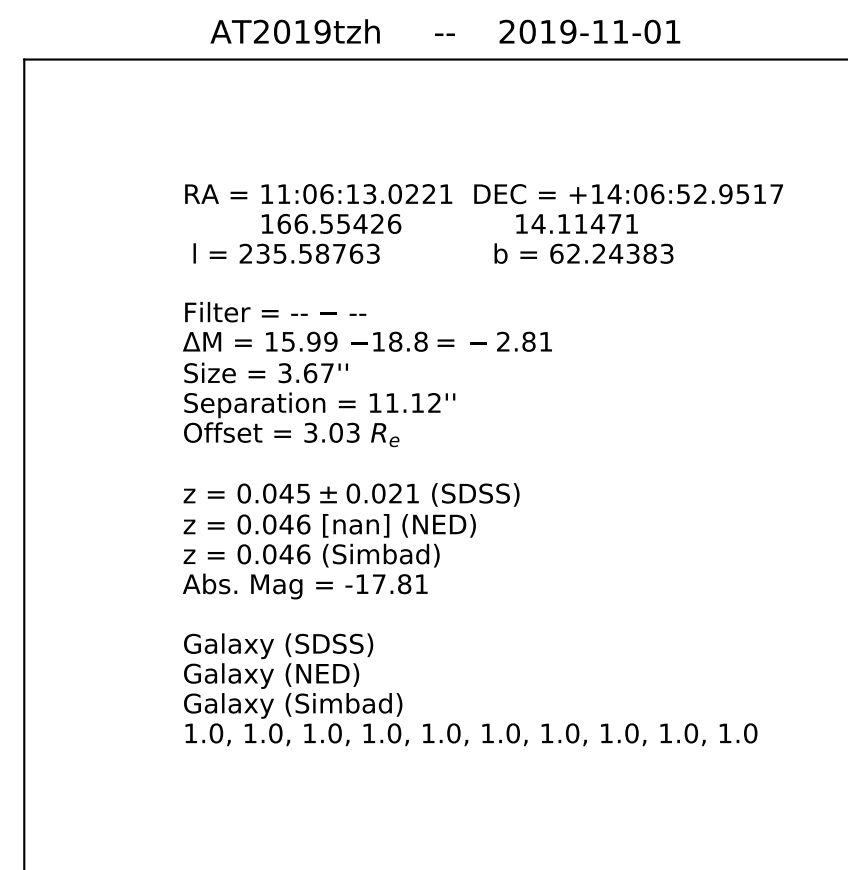 AT2019tzh -- 2019-11-01
RA = 11:06:13.0221 DEC = +14:06:52.9517
166.55426 14.11471
l = 235.58763 b = 62.24383
Filter = -- − --
ΔM = 15.99 −18.8 = − 2.81
Size = 3.67''
Separation = 11.12''
Offset = 3.03 Rₑ
z = 0.045 ± 0.021 (SDSS)
z = 0.046 [nan] (NED)
z = 0.046 (Simbad)
Abs. Mag = -17.81
Galaxy (SDSS)
Galaxy (NED)
Galaxy (Simbad)
1.0, 1.0, 1.0, 1.0, 1.0, 1.0, 1.0, 1.0, 1.0, 1.0